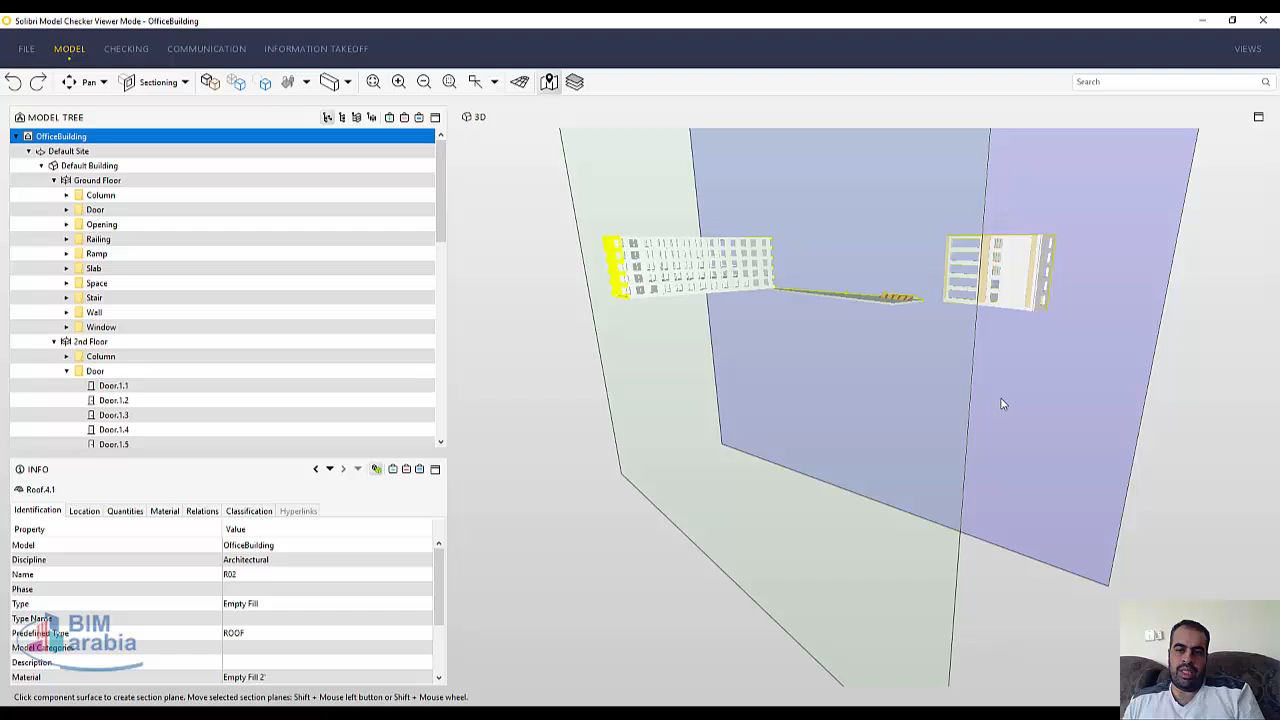 Solibri Model Checker Viewer Mode - OfficeBuilding
FILE MODEL CHECKING COMMUNICATION INFORMATION TAKEOFF VIEWS
Pan Sectioning Search
MODEL TREE
3D
OfficeBuilding
Default Site
Default Building
Ground Floor
Column
Door
Opening
Railing
Ramp
Slab
Space
Stair
Wall
Window
2nd Floor
Column
Door
Door.1.1
Door.1.2
Door.1.3
Door.1.4
Door.1.5
INFO
Roof.4.1
Identification Location Quantities Material Relations Classification Hyperlinks
Property Value
Model OfficeBuilding
Discipline Architectural
Name R02
Phase
Type Empty Fill
Type Name
Predefined Type ROOF
Model Categories
Description
Material Empty Fill 2'
BIM
arabia
Click component surface to create section plane. Move selected section planes: Shift + Mouse left button or Shift + Mouse wheel.